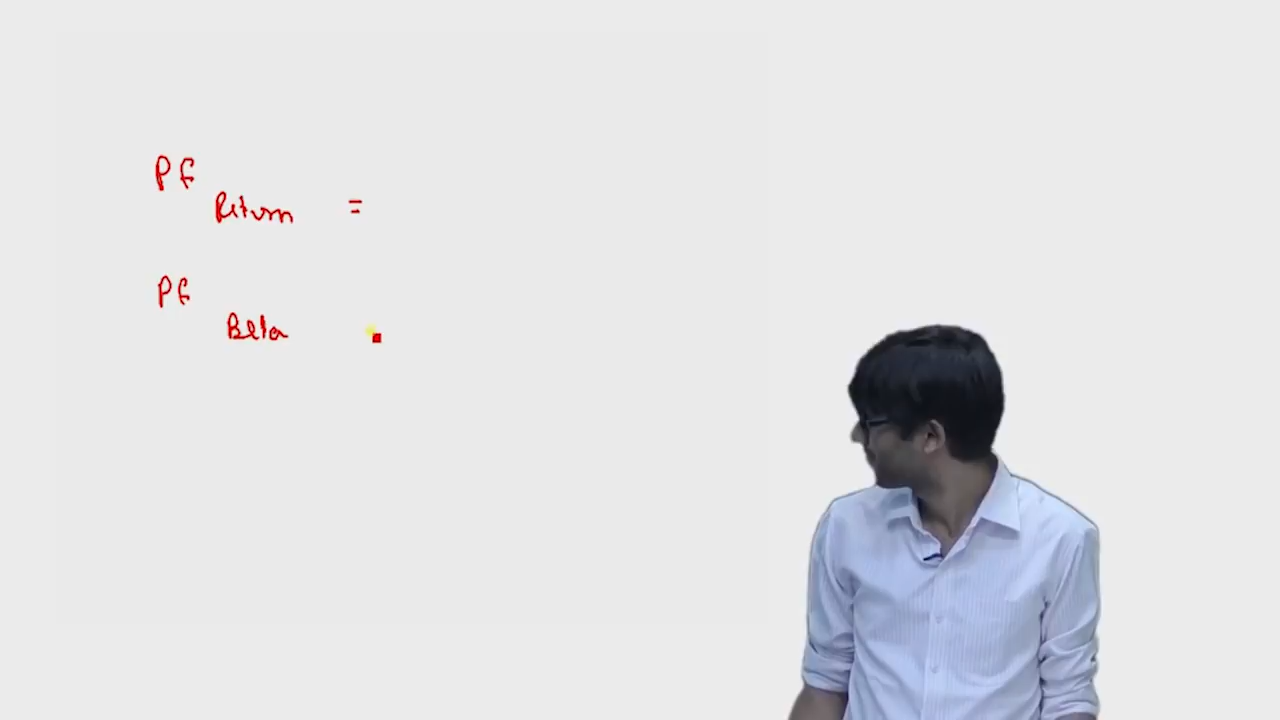 Pf
Return =
Pf
Beta